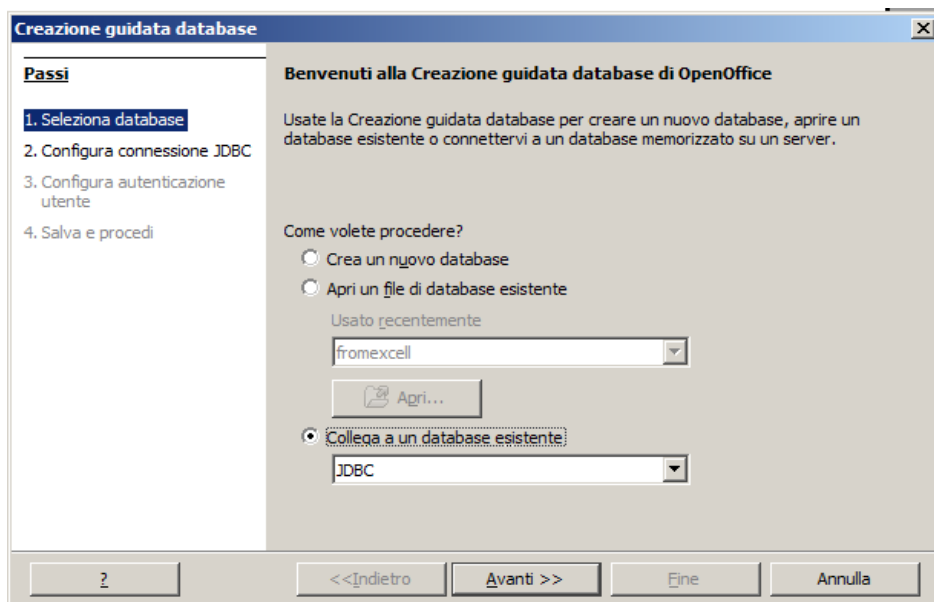 Creazione guidata database
Passi
1. Seleziona database
2. Configura connessione JDBC
3. Configura autenticazione
utente
4. Salva e procedi
Benvenuti alla Creazione guidata database di OpenOffice
Usate la Creazione guidata database per creare un nuovo database, aprire un
database esistente o connettervi a un database memorizzato su un server.
Come volete procedere?
Crea un nuovo database
Apri un file di database esistente
Usato recentemente
fromexcell
Apri...
Collega a un database esistente
JDBC
?
<<Indietro
Avanti >>
Fine
Annulla